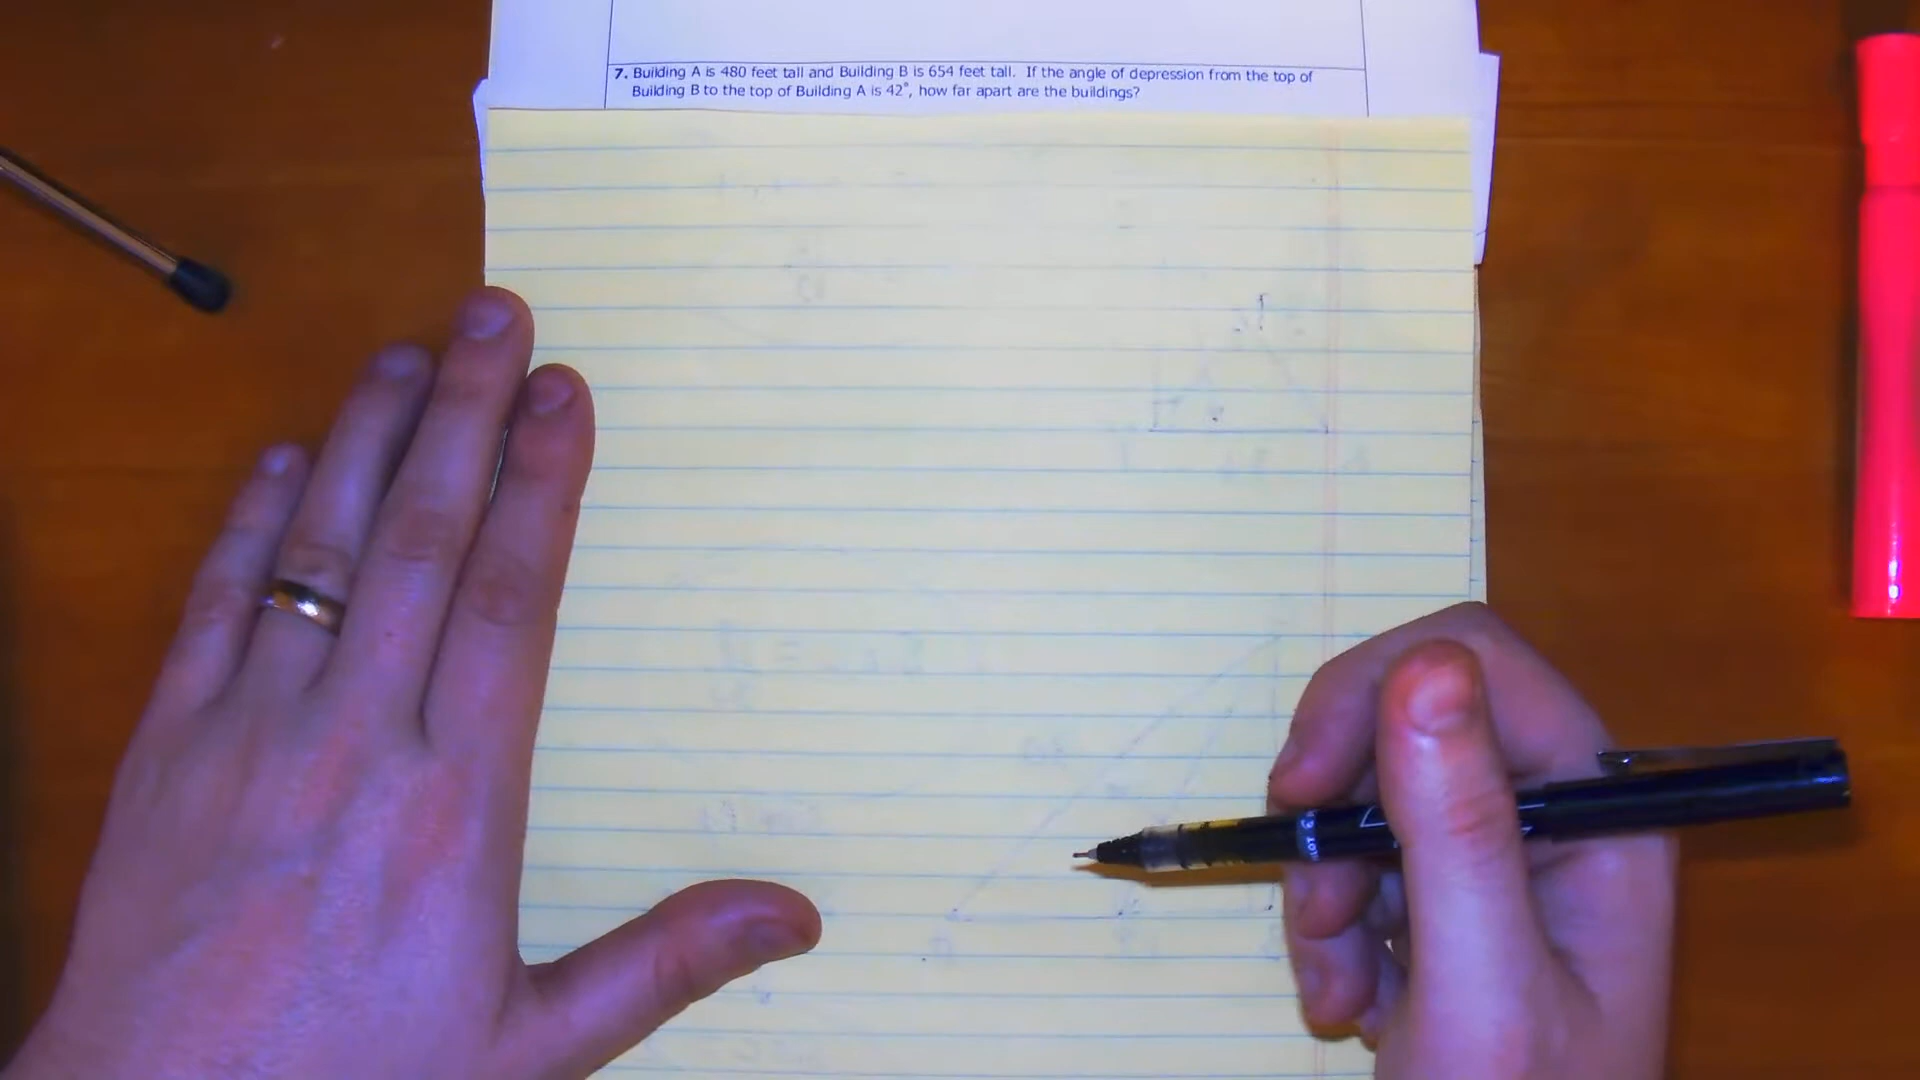 7. Building A is 480 feet tall and Building B is 654 feet tall. If the angle of depression from the top of
Building B to the top of Building A is 42°, how far apart are the buildings?